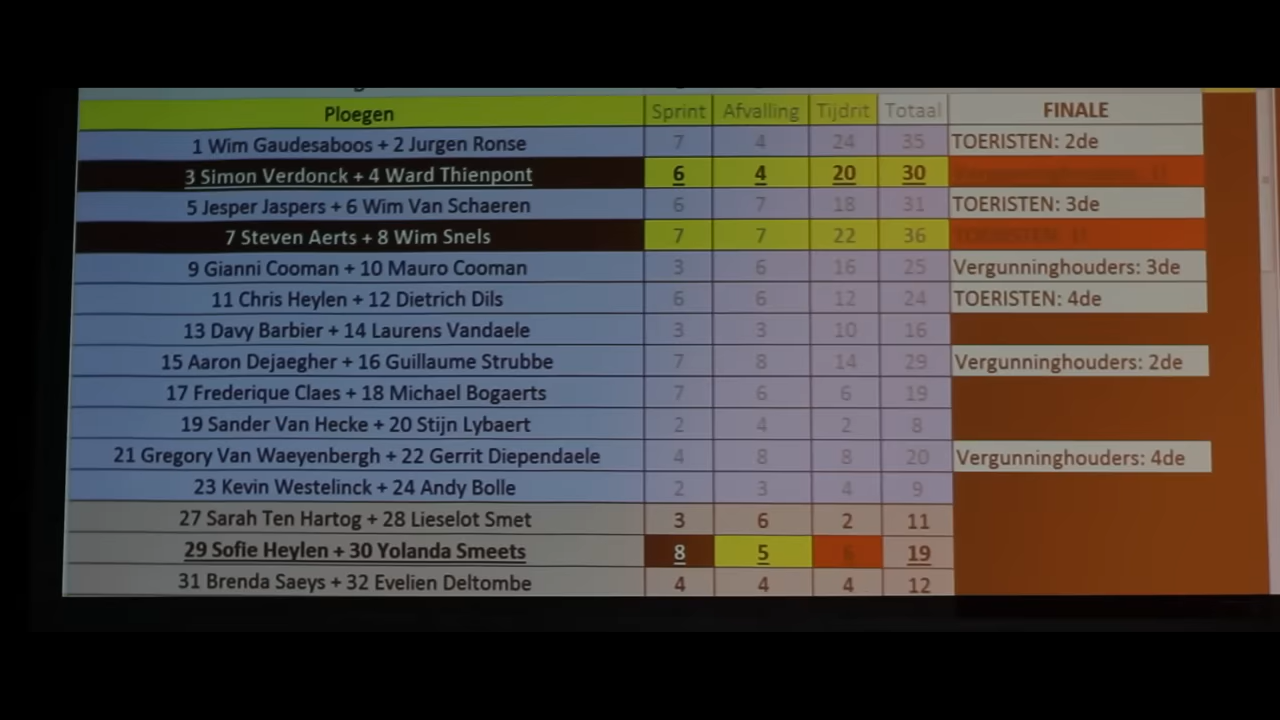 Ploegen Sprint Afvalling Tijdrit Totaal FINALE
1 Wim Gaudesaboos + 2 Jurgen Ronse 7 4 24 35 TOERISTEN: 2de
3 Simon Verdonck + 4 Ward Thienpont 6 4 20 30
5 Jesper Jaspers + 6 Wim Van Schaeren 6 7 18 31 TOERISTEN: 3de
7 Steven Aerts + 8 Wim Snels 7 7 22 36
9 Gianni Cooman + 10 Mauro Cooman 3 6 16 25 Vergunninghouders: 3de
11 Chris Heylen + 12 Dietrich Dils 6 6 12 24 TOERISTEN: 4de
13 Davy Barbier + 14 Laurens Vandaele 3 3 10 16
15 Aaron Dejaegher + 16 Guillaume Strubbe 7 8 14 29 Vergunninghouders: 2de
17 Frederique Claes + 18 Michael Bogaerts 7 6 6 19
19 Sander Van Hecke + 20 Stijn Lybaert 2 4 2 8
21 Gregory Van Waeyenbergh + 22 Gerrit Diependaele 4 8 8 20 Vergunninghouders: 4de
23 Kevin Westelinck + 24 Andy Bolle 2 3 4 9
27 Sarah Ten Hartog + 28 Lieselot Smet 3 6 2 11
29 Sofie Heylen + 30 Yolanda Smeets 8 5 6 19
31 Brenda Saeys + 32 Evelien Deltombe 4 4 4 12